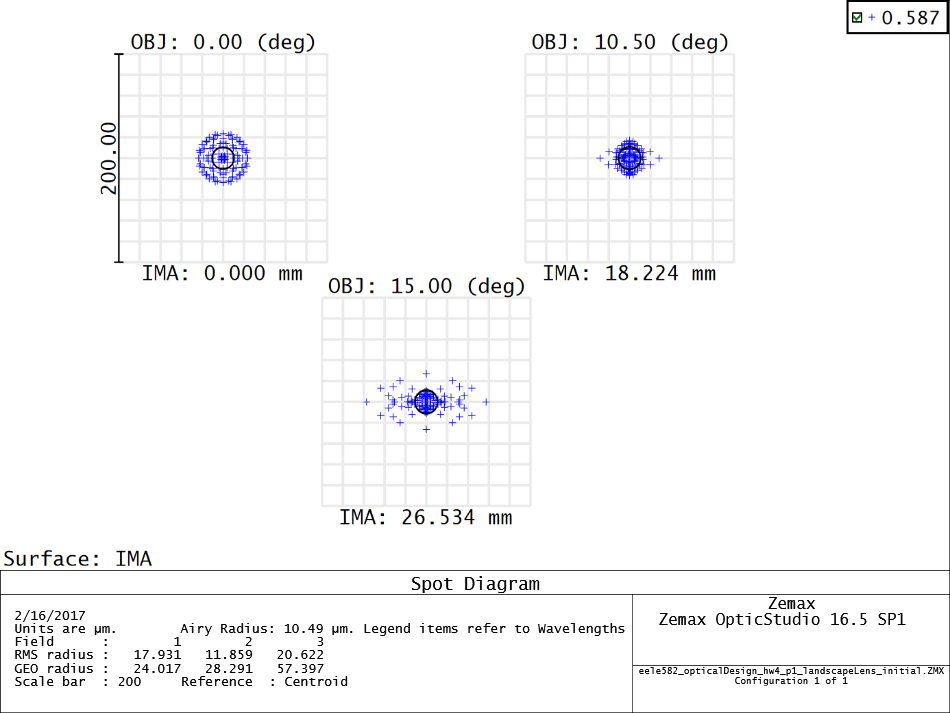 0.587
OBJ: 0.00 (deg)
OBJ: 10.50 (deg)
200.00
IMA: 0.000 mm
IMA: 18.224 mm
OBJ: 15.00 (deg)
IMA: 26.534 mm
Surface: IMA
Spot Diagram
2/16/2017
Units are µm. Airy Radius: 10.49 µm. Legend items refer to Wavelengths
Field : 1 2 3
RMS radius : 17.931 11.859 20.622
GEO radius : 24.017 28.291 57.397
Scale bar : 200 Reference : Centroid
Zemax
Zemax OpticStudio 16.5 SP1
eele582_opticalDesign_hw4_p1_landscapeLens_initial.ZMX
Configuration 1 of 1